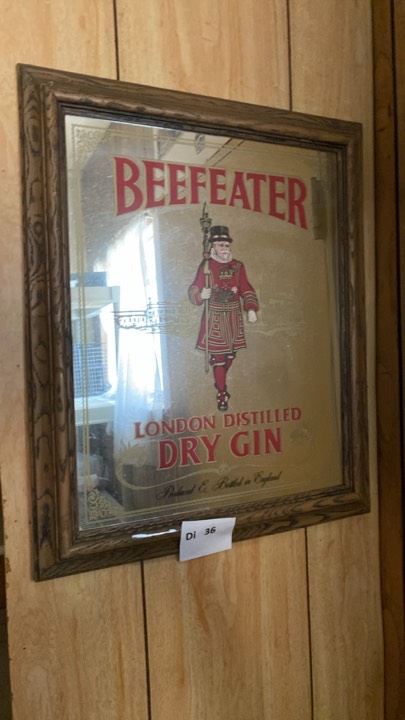 BEEFEATER
LONDON DISTILLED
DRY GIN
Produced & Bottled in England
Di 36